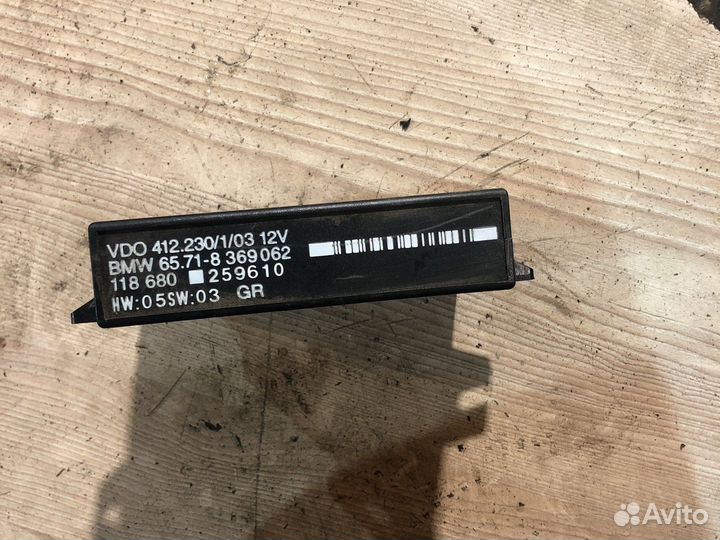 VDO 412.230/1/03 12V
BMW 65.71-8 369 062
118 680 259610
HW:05SW:03 GR
Avito